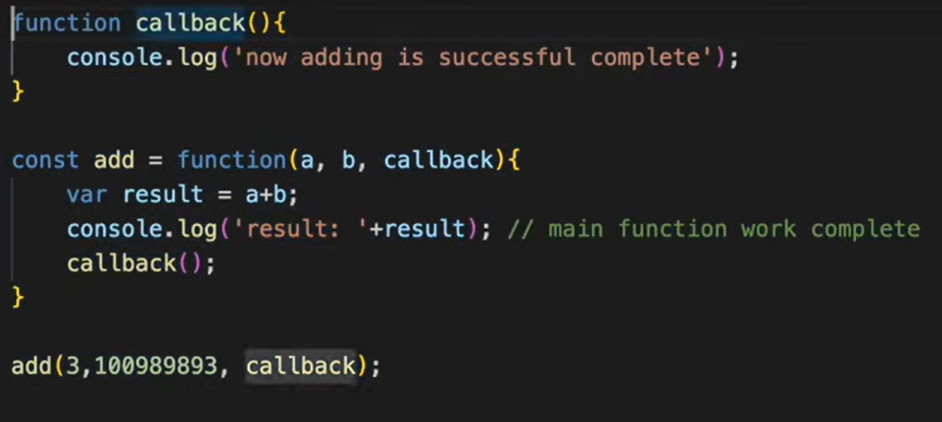 function callback(){
    console.log('now adding is successful complete');
}
const add = function(a, b, callback){
    var result = a+b;
    console.log('result: '+result); // main function work complete
    callback();
}
add(3,100989893, callback);